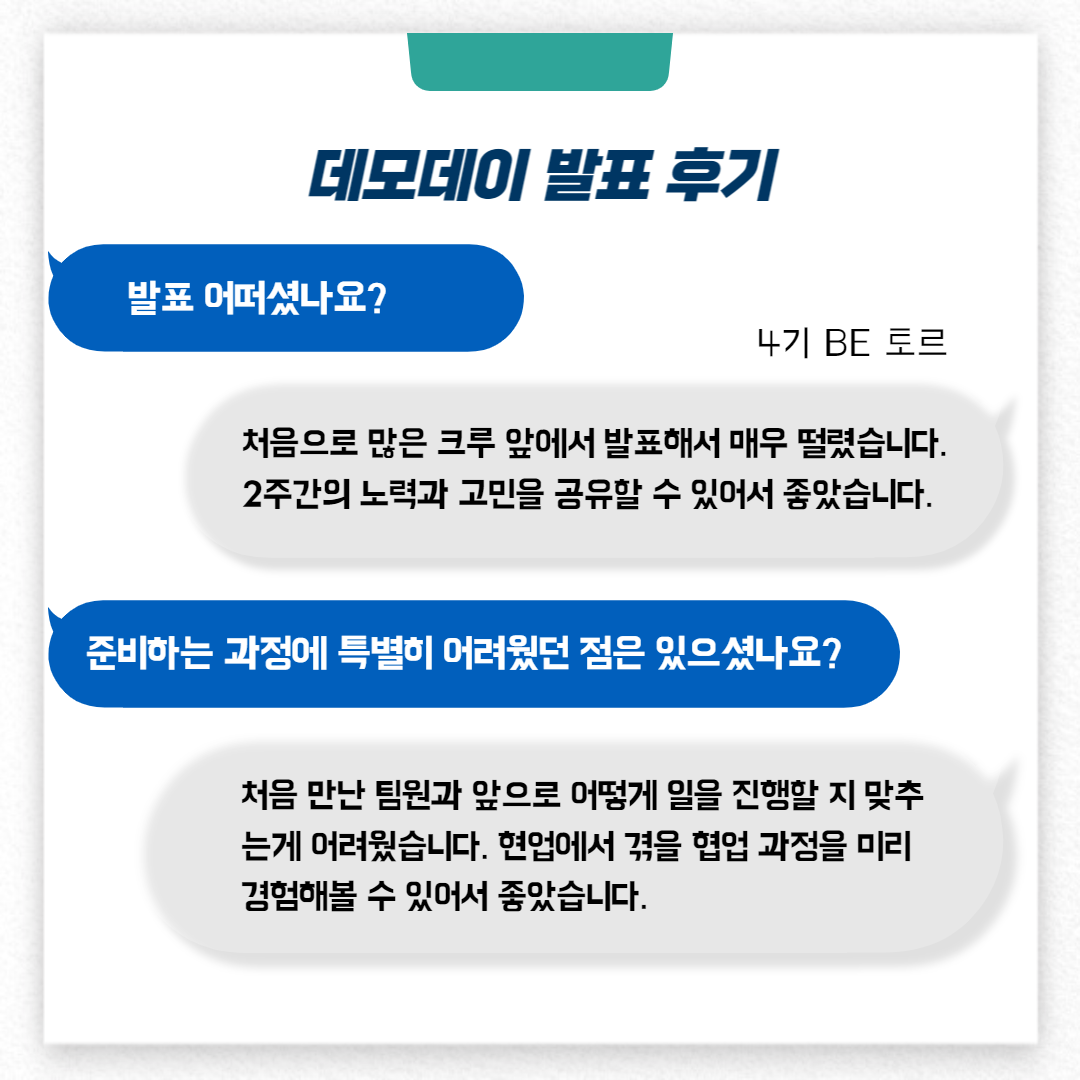 데모데이 발표 후기
발표 어떠셨나요?
4기 BE 토르
처음으로 많은 크루 앞에서 발표해서 매우 떨렸습니다.
2주간의 노력과 고민을 공유할 수 있어서 좋았습니다.
준비하는 과정에 특별히 어려웠던 점은 있으셨나요?
처음 만난 팀원과 앞으로 어떻게 일을 진행할 지 맞추
는게 어려웠습니다. 현업에서 겪을 협업 과정을 미리
경험해볼 수 있어서 좋았습니다.